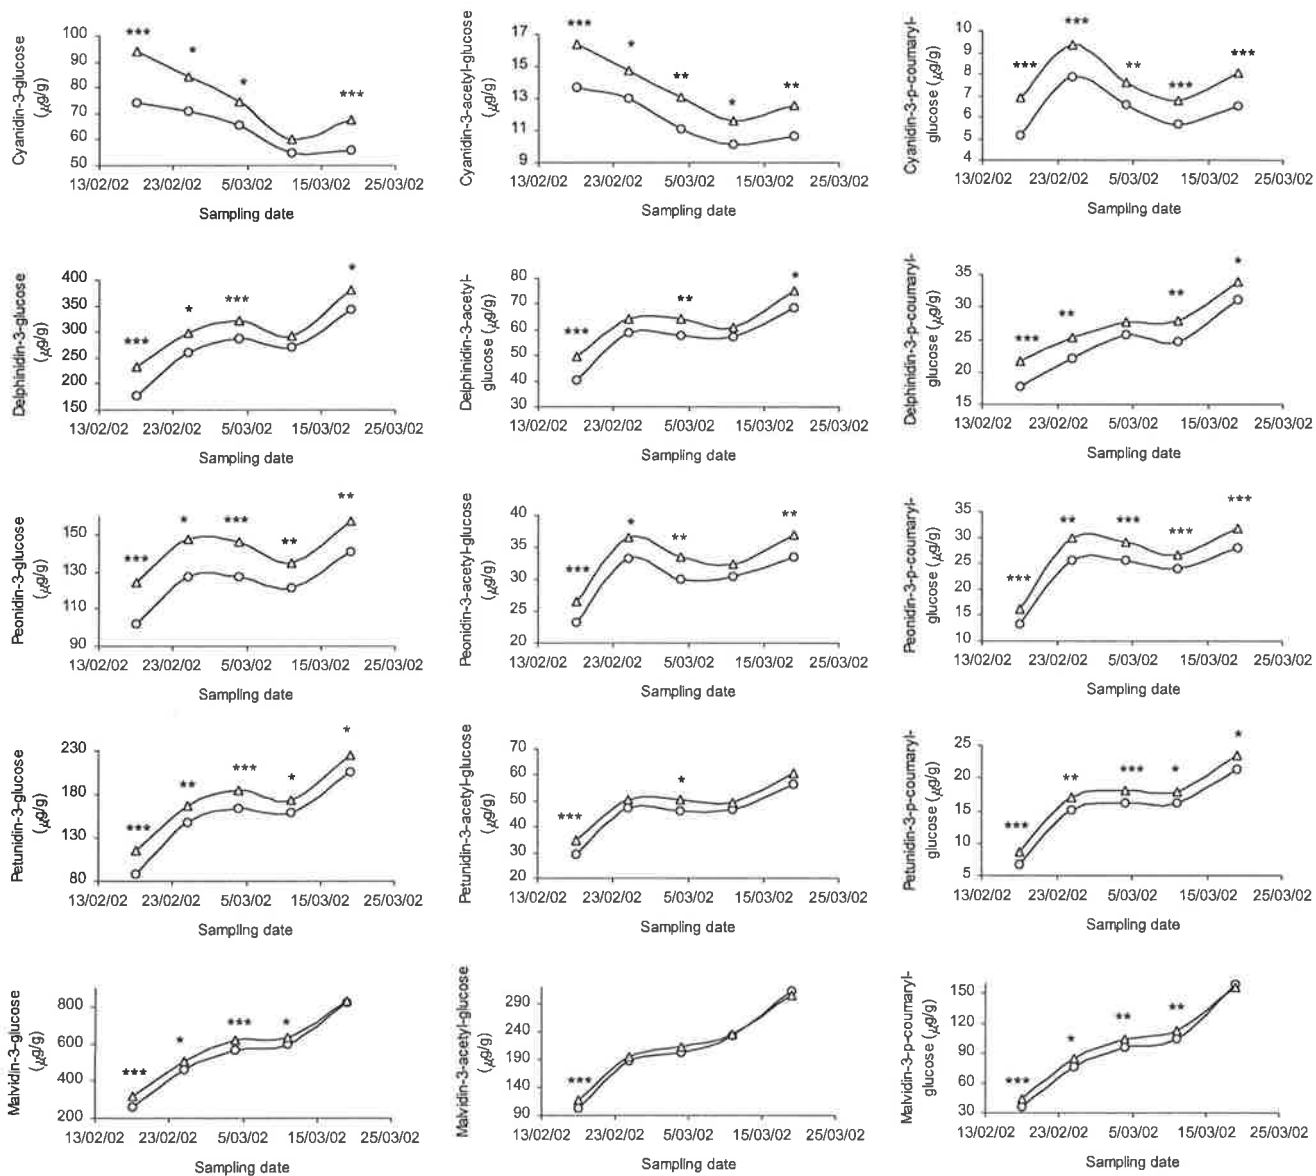 Cyanidin-3-glucose
(µg/g)
100
90
80
70
60
50
*** * * ***
13/02/02 23/02/02 5/03/02 15/03/02 25/03/02
Sampling date
Cyanidin-3-acetyl-glucose
(µg/g)
17
15
13
11
9
*** * ** * **
13/02/02 23/02/02 5/03/02 15/03/02 25/03/02
Sampling date
Cyanidin-3-p-coumaryl-
glucose (µg/g)
10
9
8
7
6
5
4
*** *** ** *** ***
13/02/02 23/02/02 5/03/02 15/03/02 25/03/02
Sampling date
Delphinidin-3-glucose
(µg/g)
400
350
300
250
200
150
*** * *** *
13/02/02 23/02/02 5/03/02 15/03/02 25/03/02
Sampling date
Delphinidin-3-acetyl-
glucose (µg/g)
80
70
60
50
40
30
*** ** *
13/02/02 23/02/02 5/03/02 15/03/02 25/03/02
Sampling date
Delphinidin-3-p-coumaryl-
glucose (µg/g)
35
30
25
20
15
*** ** ** *
13/02/02 23/02/02 5/03/02 15/03/02 25/03/02
Sampling date
Peonidin-3-glucose
(µg/g)
150
130
110
90
*** * *** ** **
13/02/02 23/02/02 5/03/02 15/03/02 25/03/02
Sampling date
Peonidin-3-acetyl-glucose
(µg/g)
40
35
30
25
20
*** * ** **
13/02/02 23/02/02 5/03/02 15/03/02 25/03/02
Sampling date
Peonidin-3-p-coumaryl-
glucose (µg/g)
35
30
25
20
15
10
*** ** *** *** ***
13/02/02 23/02/02 5/03/02 15/03/02 25/03/02
Sampling date
Petunidin-3-glucose
(µg/g)
230
180
130
80
*** ** *** * *
13/02/02 23/02/02 5/03/02 15/03/02 25/03/02
Sampling date
Petunidin-3-acetyl-glucose
(µg/g)
70
60
50
40
30
20
*** *
13/02/02 23/02/02 5/03/02 15/03/02 25/03/02
Sampling date
Petunidin-3-p-coumaryl-
glucose (µg/g)
25
20
15
10
5
*** ** *** * *
13/02/02 23/02/02 5/03/02 15/03/02 25/03/02
Sampling date
Malvidin-3-glucose
(µg/g)
800
600
400
200
*** * *** *
13/02/02 23/02/02 5/03/02 15/03/02 25/03/02
Sampling date
Malvidin-3-acetyl-glucose
(µg/g)
290
240
190
140
90
***
13/02/02 23/02/02 5/03/02 15/03/02 25/03/02
Sampling date
Malvidin-3-p-coumaryl-
glucose (µg/g)
150
120
90
60
30
*** * ** **
13/02/02 23/02/02 5/03/02 15/03/02 25/03/02
Sampling date